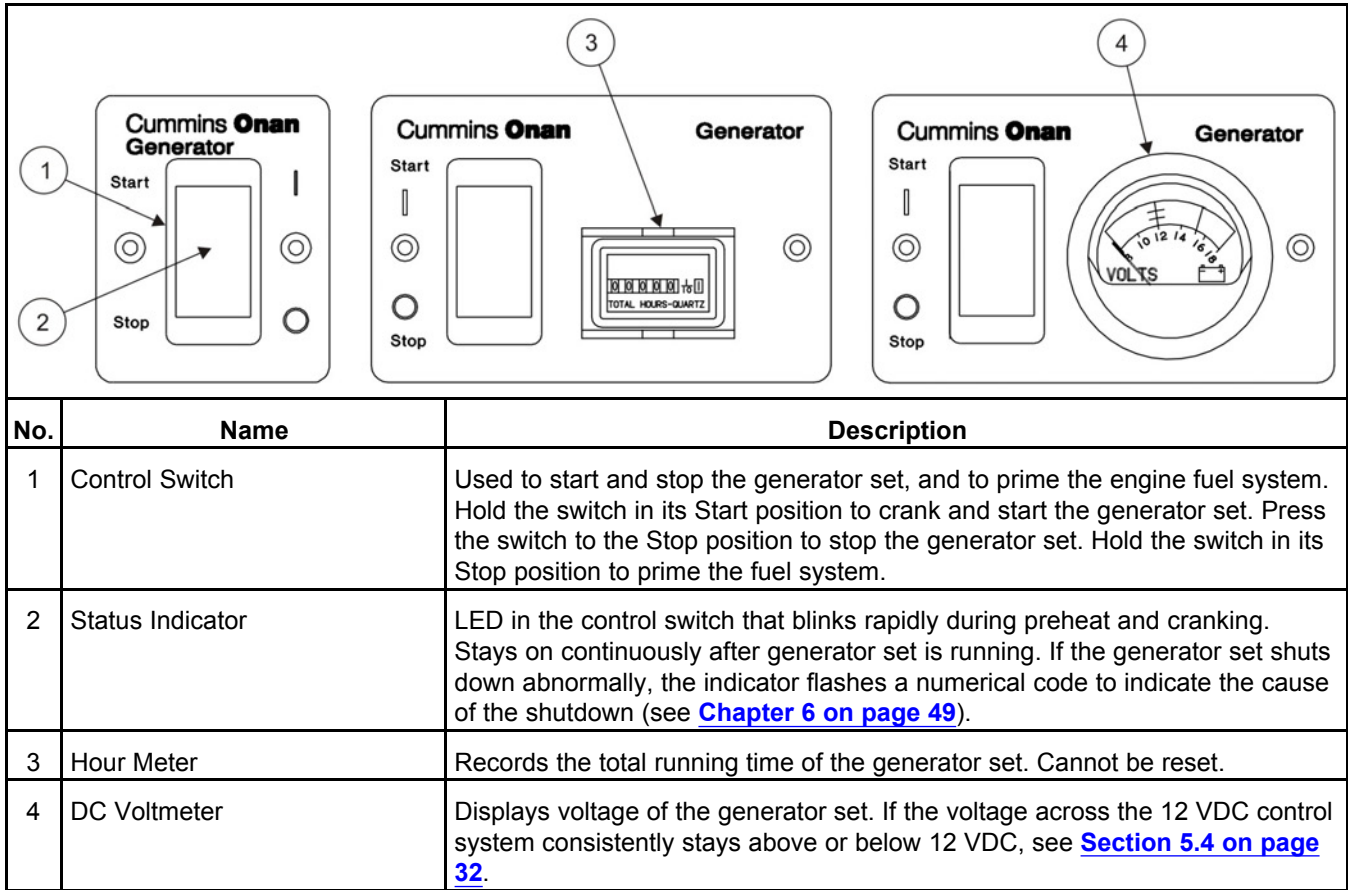 3
4
Cummins Onan
Generator
1
Start
2
Stop
Cummins Onan Generator
Start
00000 1/10 1
TOTAL HOURS-QUARTZ
Stop
Cummins Onan Generator
Start
8 10 12 14 16 18
VOLTS
- +
Stop
No. Name Description
1 Control Switch Used to start and stop the generator set, and to prime the engine fuel system.
Hold the switch in its Start position to crank and start the generator set. Press
the switch to the Stop position to stop the generator set. Hold the switch in its
Stop position to prime the fuel system.
2 Status Indicator LED in the control switch that blinks rapidly during preheat and cranking.
Stays on continuously after generator set is running. If the generator set shuts
down abnormally, the indicator flashes a numerical code to indicate the cause
of the shutdown (see Chapter 6 on page 49).
3 Hour Meter Records the total running time of the generator set. Cannot be reset.
4 DC Voltmeter Displays voltage of the generator set. If the voltage across the 12 VDC control
system consistently stays above or below 12 VDC, see Section 5.4 on page
32.